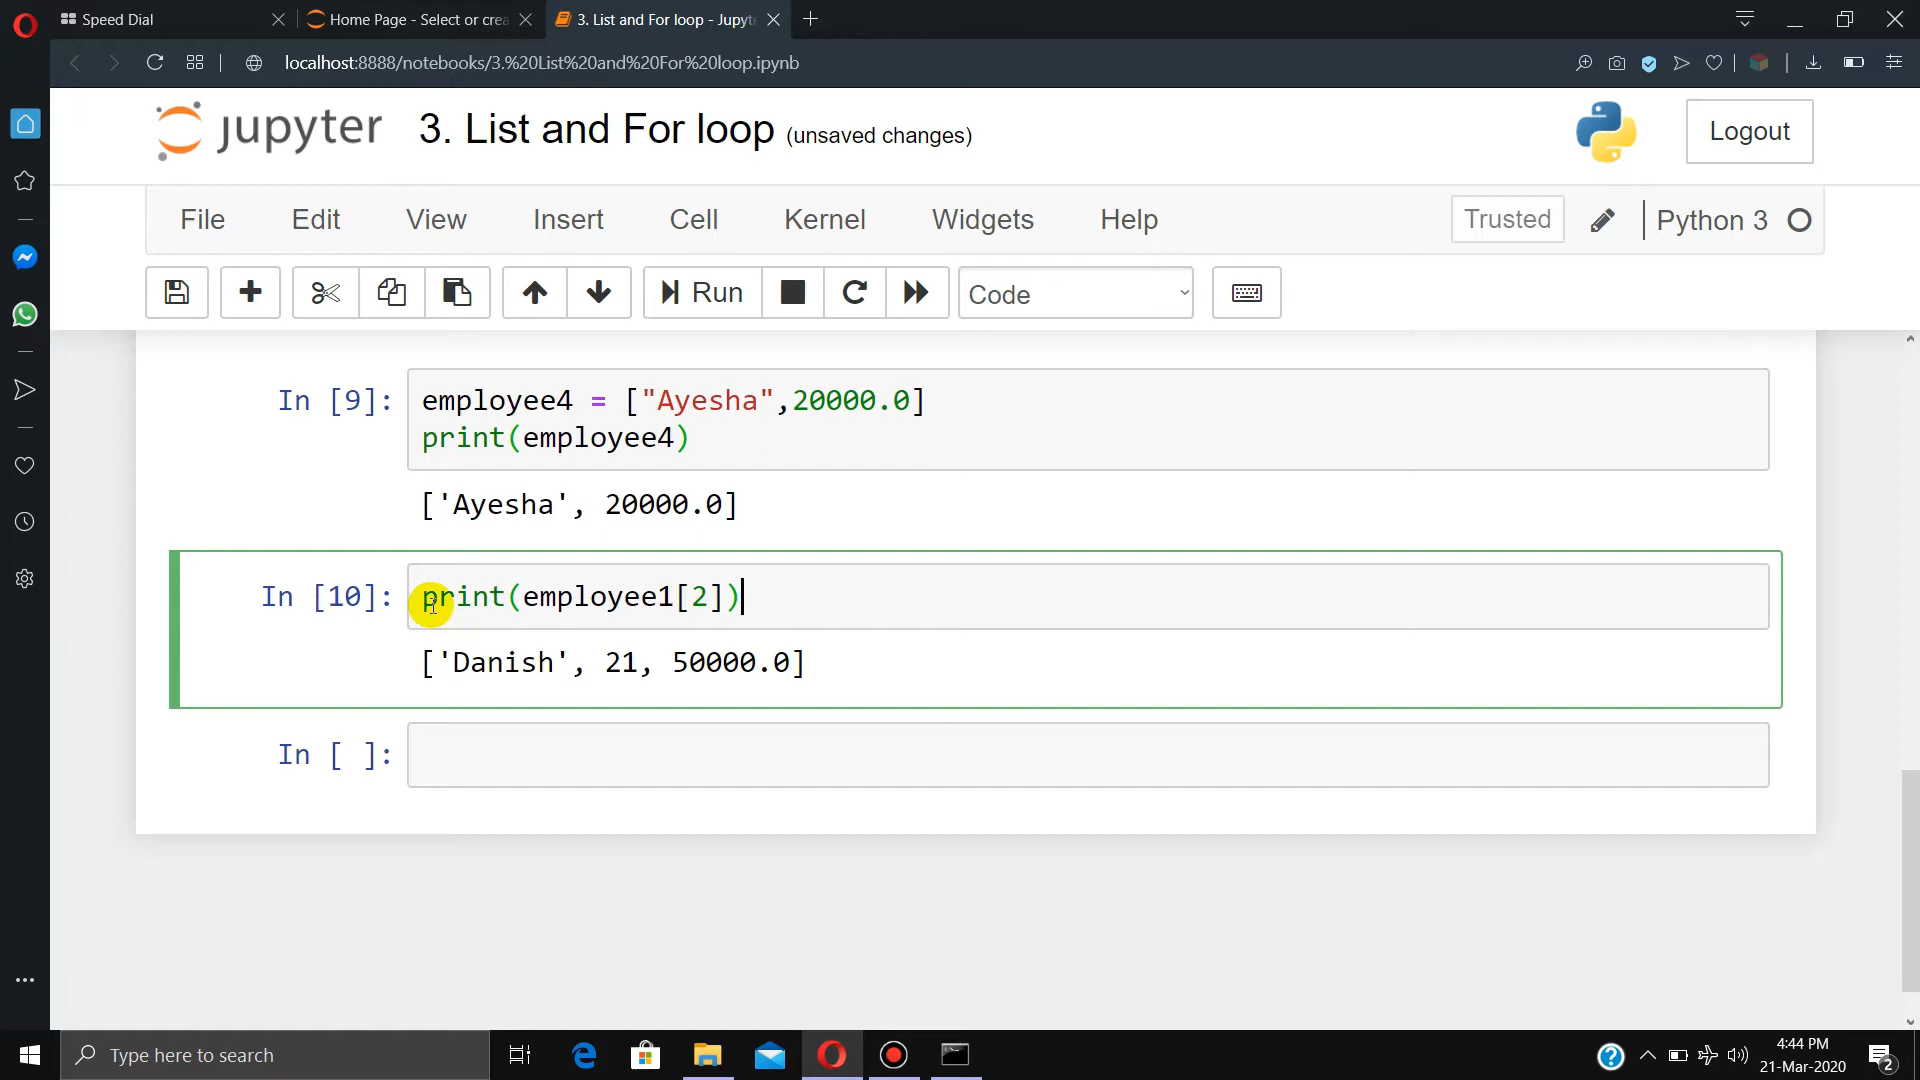 Speed Dial
Home Page - Select or crea
3. List and For loop - Jupyt
localhost:8888/notebooks/3.%20List%20and%20For%20loop.ipynb
jupyter 3. List and For loop (unsaved changes)
Logout
File Edit View Insert Cell Kernel Widgets Help Trusted Python 3
Run Code
In [9]: employee4 = ["Ayesha",20000.0]
print(employee4)
['Ayesha', 20000.0]
In [10]: print(employee1[2])
['Danish', 21, 50000.0]
In [ ]:
Type here to search
4:44 PM
21-Mar-2020
2